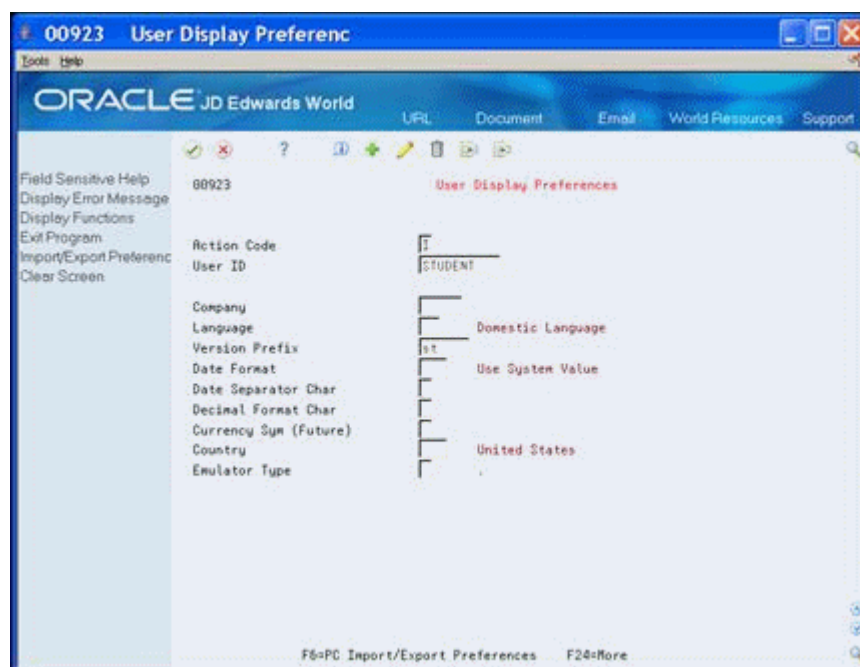 00923 User Display Preferenc
Tools Help
ORACLE JD Edwards World
URL Document Email World Resources Support
Field Sensitive Help
Display Error Message
Display Functions
Exit Program
Import/Export Preferenc
Clear Screen
00923 User Display Preferences
Action Code I
User ID STUDENT
Company
Language Domestic Language
Version Prefix st
Date Format Use System Value
Date Separator Char
Decimal Format Char
Currency Sym (Future)
Country United States
Emulator Type .
F6=PC Import/Export Preferences F24=More